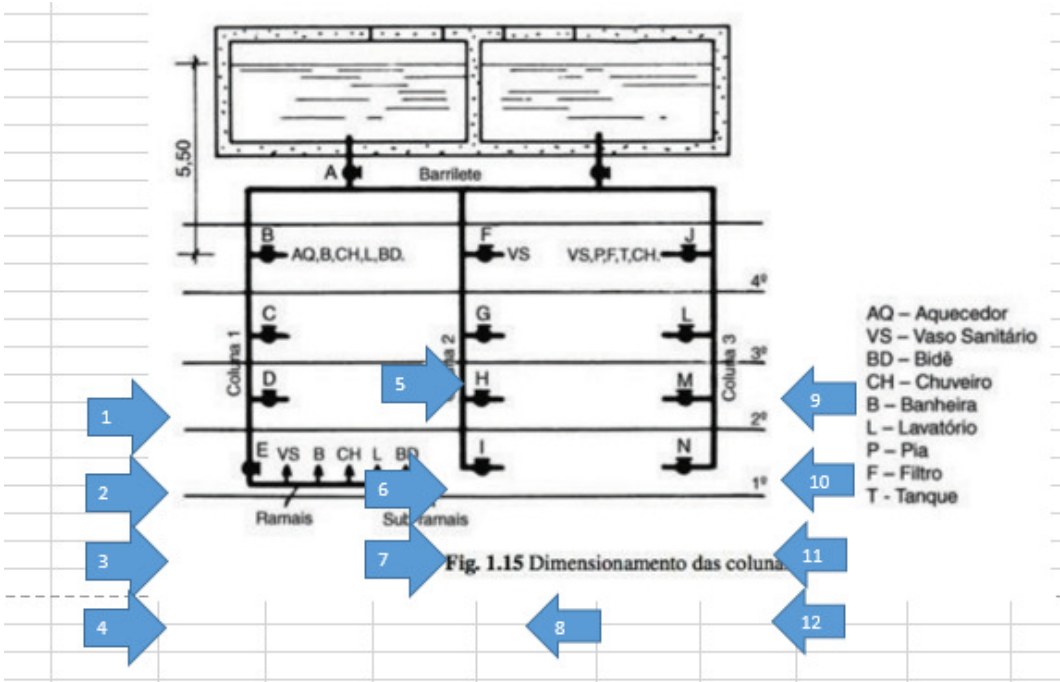 5,50
A
Barrilete
B
AQ,B,CH,L,BD.
F
VS
VS,P,F,T,CH.
J
4º
C
G
L
3º
Coluna 1
Coluna 3
D
5
H
M
2º
1
9
E
VS
B
CH
L
BD
I
N
1º
2
6
10
Ramais
AQ – Aquecedor
VS – Vaso Sanitário
BD – Bidê
CH – Chuveiro
B – Banheira
L – Lavatório
P – Pia
F – Filtro
T - Tanque
3
7
Fig. 1.15 Dimensionamento das coluna
11
4
8
12